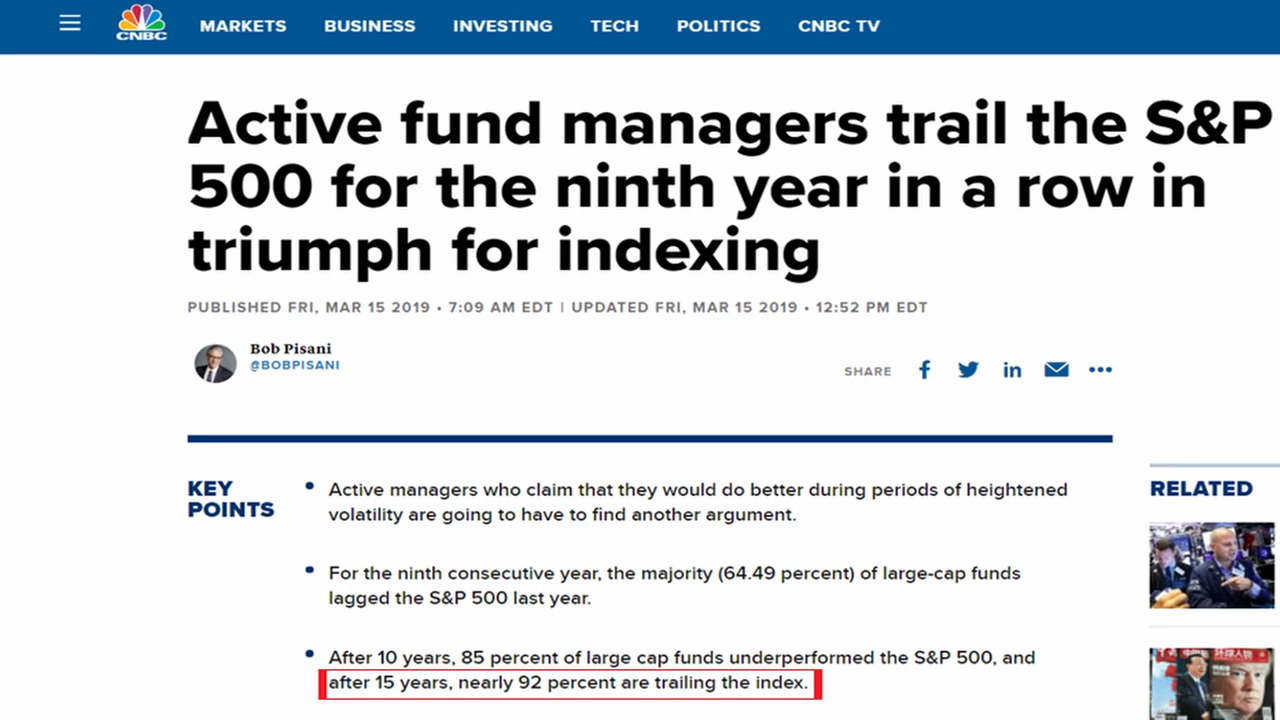 CNBC
MARKETS BUSINESS INVESTING TECH POLITICS CNBC TV
Active fund managers trail the S&P
500 for the ninth year in a row in
triumph for indexing
PUBLISHED FRI, MAR 15 2019 • 7:09 AM EDT | UPDATED FRI, MAR 15 2019 • 12:52 PM EDT
Bob Pisani
@BOBPISANI
SHARE
KEY
POINTS
• Active managers who claim that they would do better during periods of heightened
volatility are going to have to find another argument.
• For the ninth consecutive year, the majority (64.49 percent) of large-cap funds
lagged the S&P 500 last year.
• After 10 years, 85 percent of large cap funds underperformed the S&P 500, and
after 15 years, nearly 92 percent are trailing the index.
RELATED
环球人物